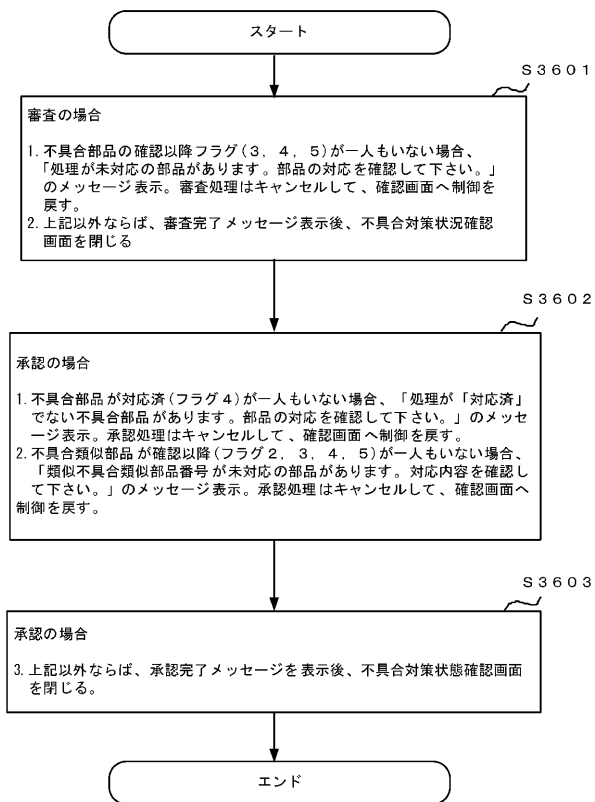 スタート
S3601
審査の場合
1. 不具合部品の確認以降フラグ(3, 4, 5)が一人もいない場合、
「処理が未対応の部品があります。部品の対応を確認して下さい。」
のメッセージ表示。審査処理はキャンセルして、確認画面へ制御を
戻す。
2. 上記以外ならば、審査完了メッセージ表示後、不具合対策状況確認
画面を閉じる
S3602
承認の場合
1. 不具合部品が対応済(フラグ4)が一人もいない場合、「処理が「対応済」
でない不具合部品があります。部品の対応を確認して下さい。」のメッセ
ージ表示。承認処理はキャンセルして、確認画面へ制御を戻す。
2. 不具合類似部品が確認以降(フラグ2, 3, 4, 5)が一人もいない場合、
「類似不具合類似部品番号が未対応の部品があります。対応内容を確認し
て下さい。」のメッセージ表示。承認処理はキャンセルして、確認画面へ
制御を戻す。
S3603
承認の場合
3. 上記以外ならば、承認完了メッセージを表示後、不具合対策状態確認画面
を閉じる。
エンド